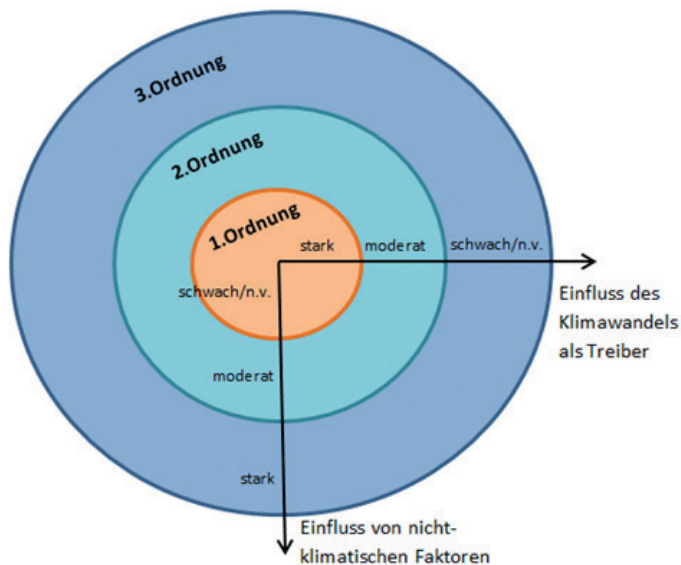 3.Ordnung
2.Ordnung
1.Ordnung
stark
moderat
schwach/n.v.
schwach/n.v.
moderat
stark
Einfluss des
Klimawandels
als Treiber
Einfluss von nicht-
klimatischen Faktoren